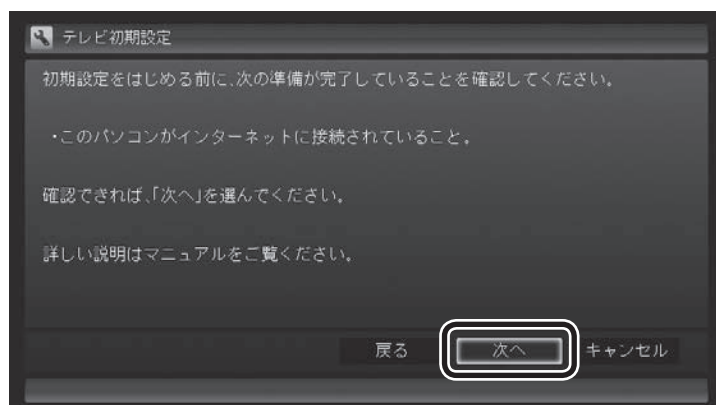 テレビ初期設定
初期設定をはじめる前に、次の準備が完了していることを確認してください。
・このパソコンがインターネットに接続されていること。
確認できれば、「次へ」を選んでください。
詳しい説明はマニュアルをご覧ください。
戻る 次へ キャンセル